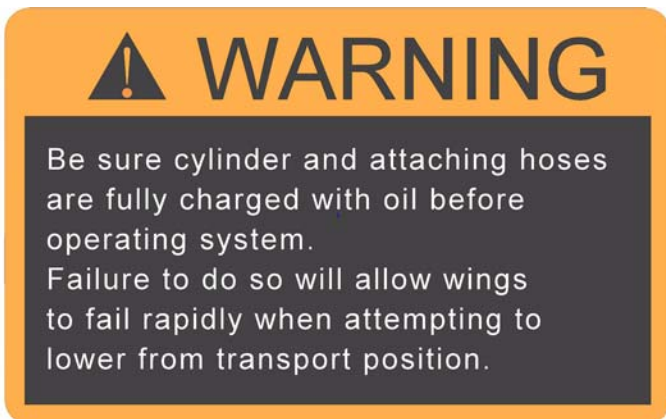 WARNING
Be sure cylinder and attaching hoses
are fully charged with oil before
operating system.
Failure to do so will allow wings
to fail rapidly when attempting to
lower from transport position.